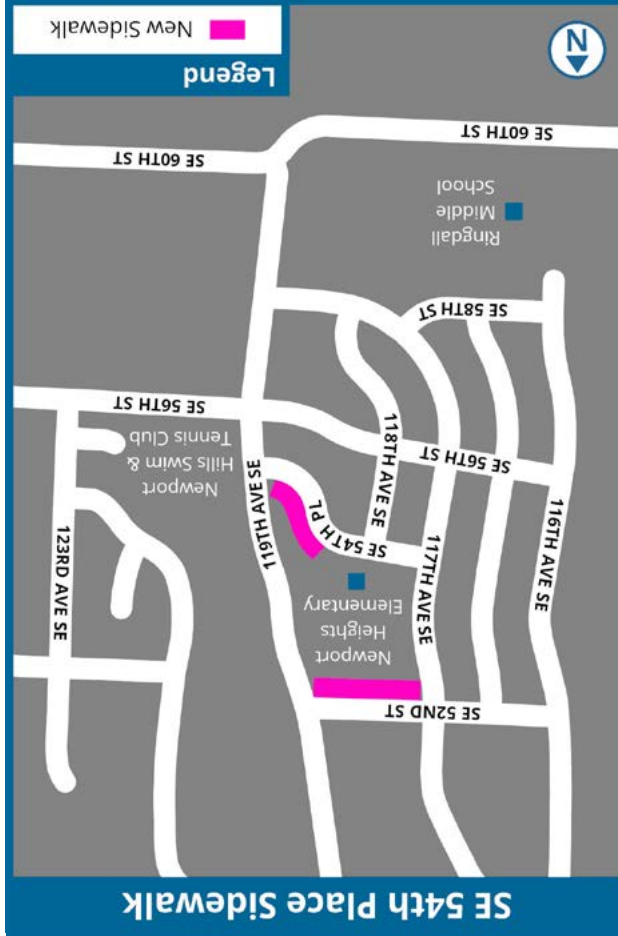 SE 54th Place Sidewalk
SE 52ND ST
Newport
Heights
Elementary
116TH AVE SE
117TH AVE SE
SE 54TH PL
119TH AVE SE
123RD AVE SE
118TH AVE SE
Newport
Hills Swim &
Tennis Club
SE 56TH ST
SE 56TH ST
SE 58TH ST
Ringdall
Middle
School
SE 60TH ST
SE 60TH ST
N
Legend
New Sidewalk